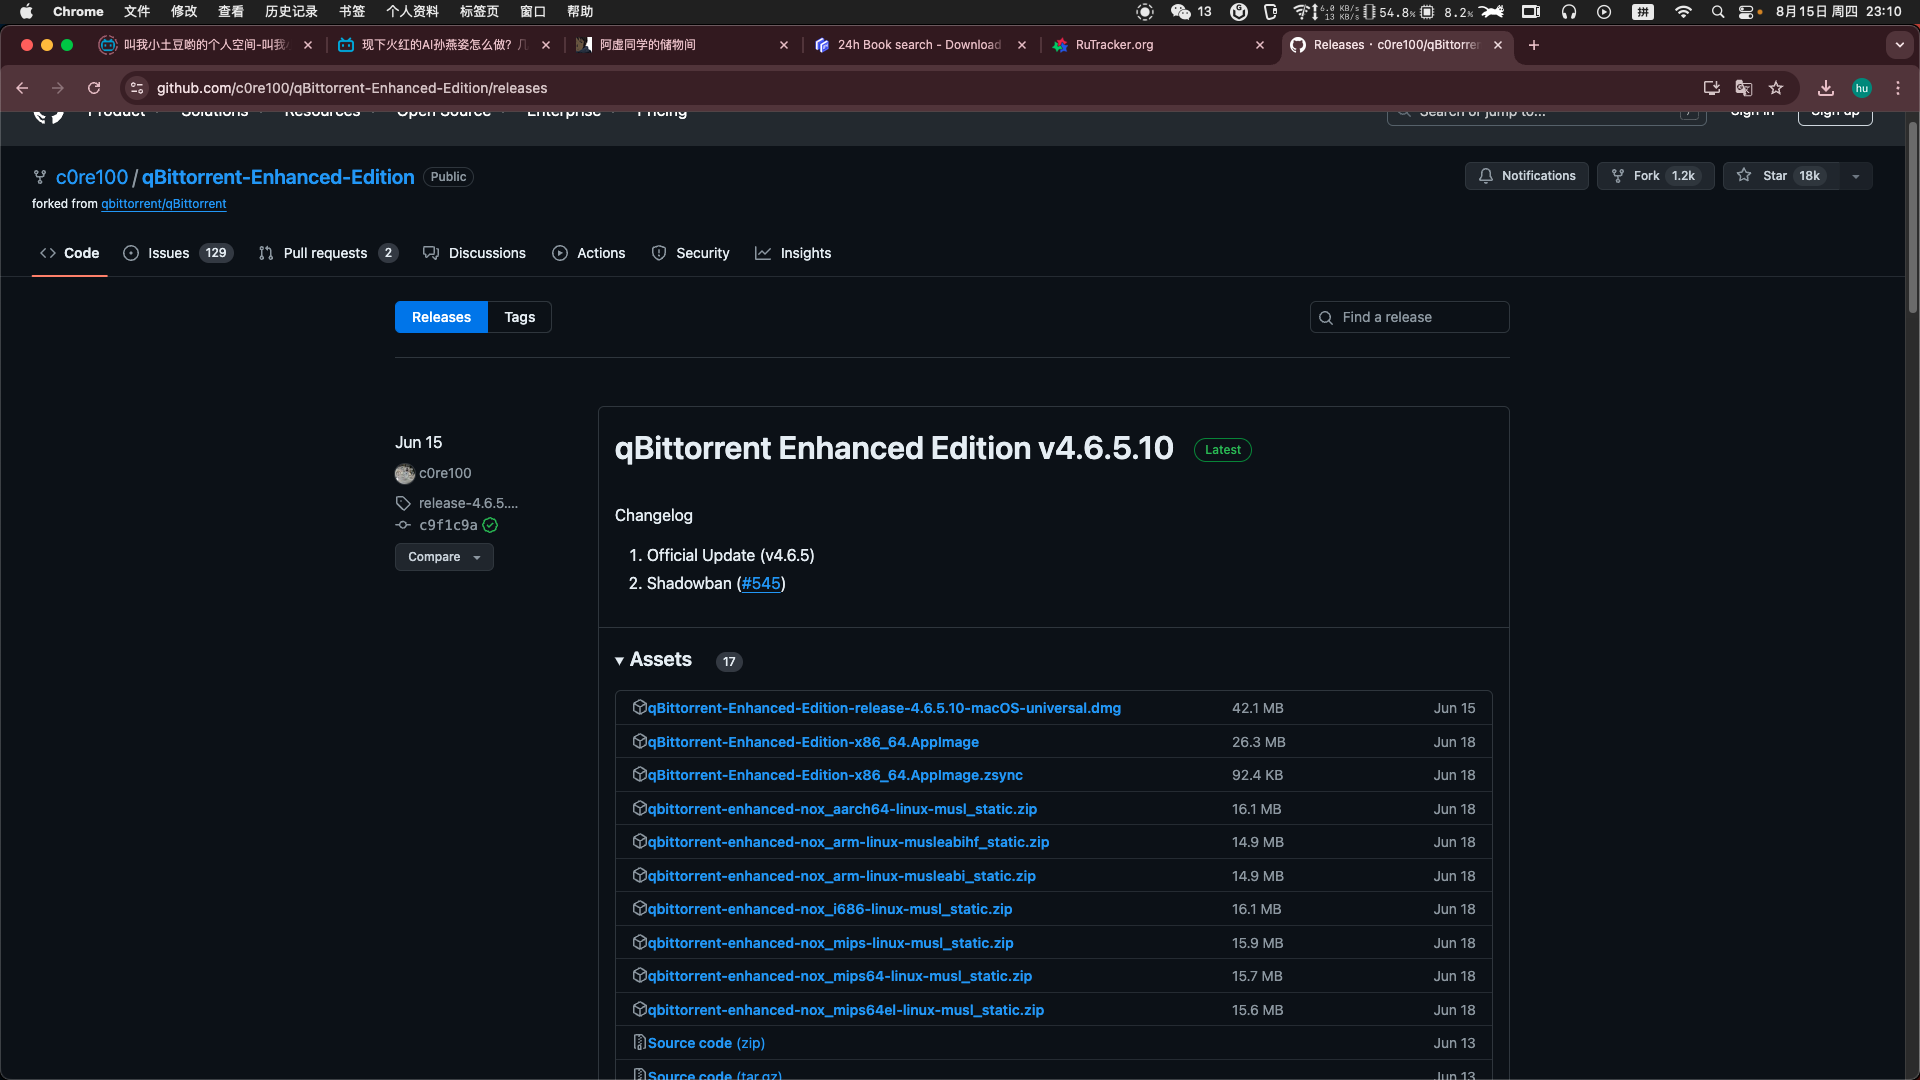 Chrome 文件 修改 查看 历史记录 书签 个人资料 标签页 窗口 帮助 13 6.0 KB/s 13 KB/s 54.8% 8.2% 拼 8月15日 周四 23:10
叫我小土豆哟的个人空间-叫我 现下火红的AI孙燕姿怎么做? 几 阿虚同学的储物间 24h Book search - Download RuTracker.org Releases · c0re100/qBittorrer
github.com/c0re100/qBittorrent-Enhanced-Edition/releases hu
Product Solutions Resources Open Source Enterprise Pricing Search or jump to... / Sign in Sign up
c0re100 / qBittorrent-Enhanced-Edition Public Notifications Fork 1.2k Star 18k
forked from qbittorrent/qBittorrent
Code Issues 129 Pull requests 2 Discussions Actions Security Insights
Releases Tags Find a release
Jun 15
c0re100
release-4.6.5....
c9f1c9a
Compare
qBittorrent Enhanced Edition v4.6.5.10 Latest
Changelog
1. Official Update (v4.6.5)
2. Shadowban (#545)
Assets 17
qBittorrent-Enhanced-Edition-release-4.6.5.10-macOS-universal.dmg 42.1 MB Jun 15
qBittorrent-Enhanced-Edition-x86_64.AppImage 26.3 MB Jun 18
qBittorrent-Enhanced-Edition-x86_64.AppImage.zsync 92.4 KB Jun 18
qbittorrent-enhanced-nox_aarch64-linux-musl_static.zip 16.1 MB Jun 18
qbittorrent-enhanced-nox_arm-linux-musleabihf_static.zip 14.9 MB Jun 18
qbittorrent-enhanced-nox_arm-linux-musleabi_static.zip 14.9 MB Jun 18
qbittorrent-enhanced-nox_i686-linux-musl_static.zip 16.1 MB Jun 18
qbittorrent-enhanced-nox_mips-linux-musl_static.zip 15.9 MB Jun 18
qbittorrent-enhanced-nox_mips64-linux-musl_static.zip 15.7 MB Jun 18
qbittorrent-enhanced-nox_mips64el-linux-musl_static.zip 15.6 MB Jun 18
Source code (zip) Jun 13
Source code (tar.gz) Jun 13